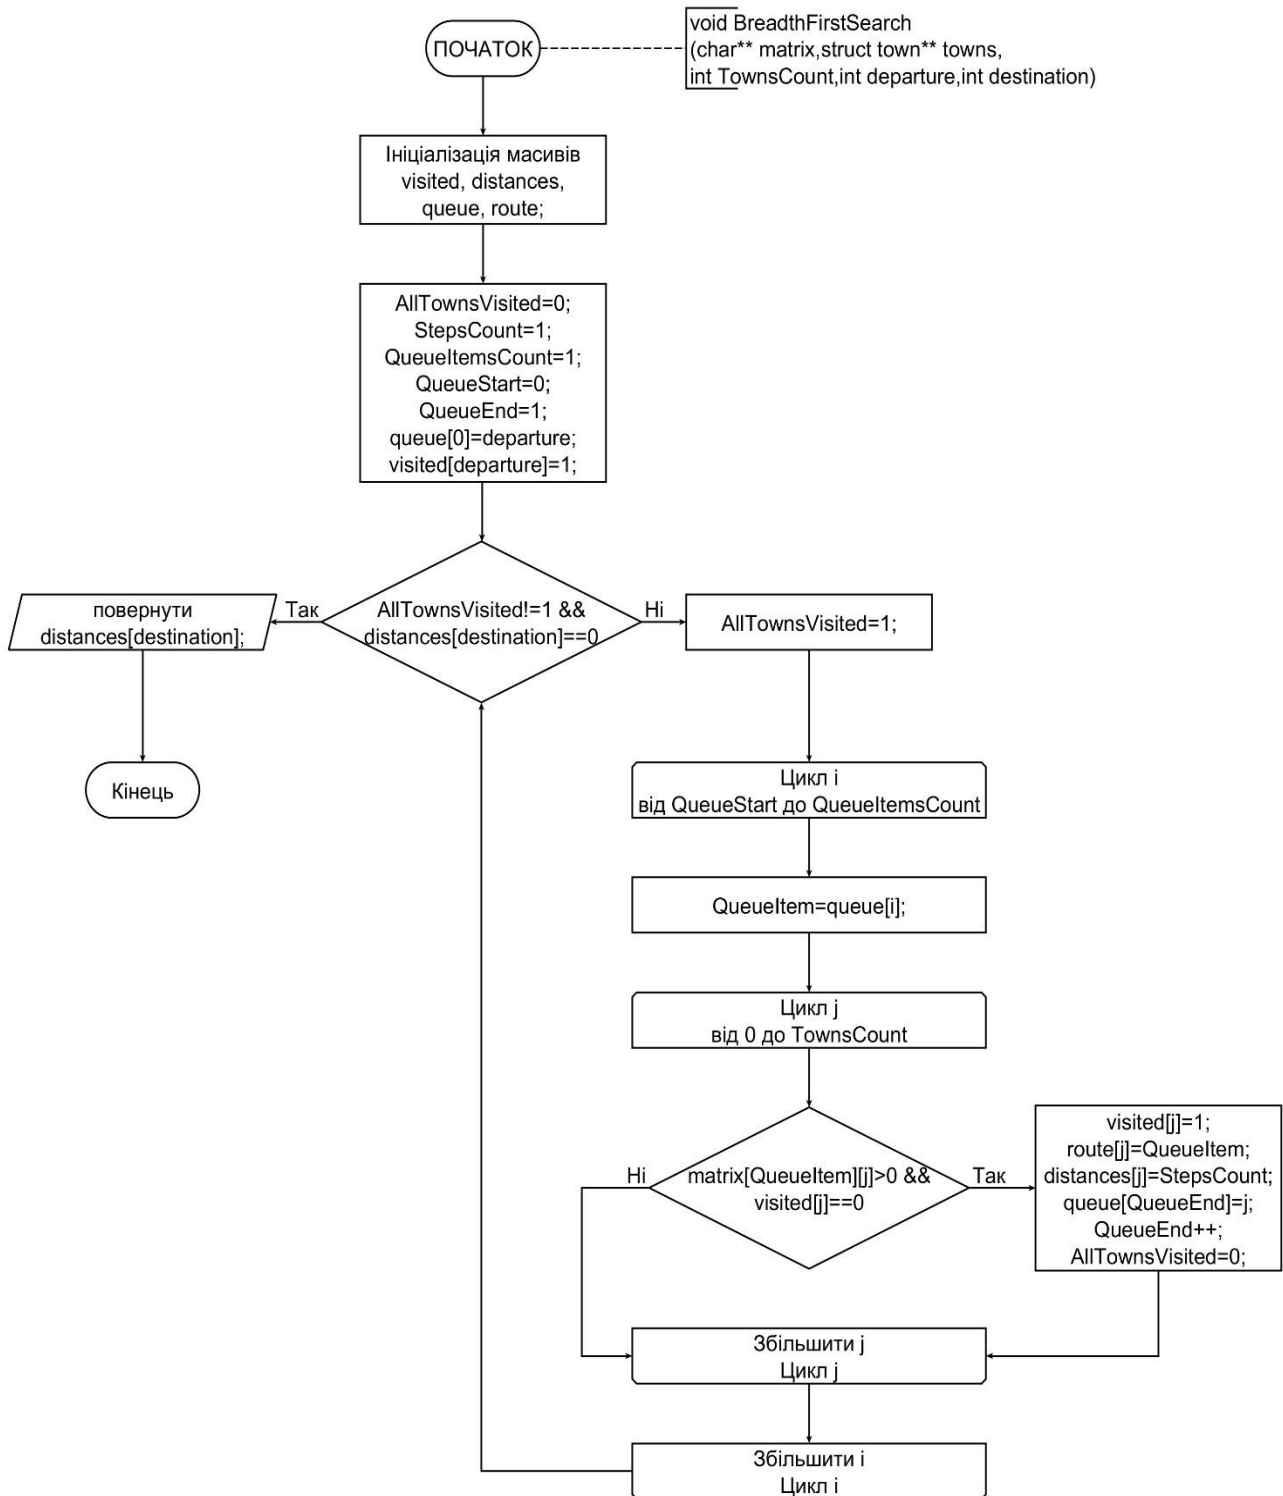 ПОЧАТОК
void BreadthFirstSearch
(char** matrix,struct town** towns,
int TownsCount,int departure,int destination)
Ініціалізація масивів
visited, distances,
queue, route;
AllTownsVisited=0;
StepsCount=1;
QueueItemsCount=1;
QueueStart=0;
QueueEnd=1;
queue[0]=departure;
visited[departure]=1;
AllTownsVisited!=1 &&
distances[destination]==0
Так
Ні
повернути
distances[destination];
Кінець
AllTownsVisited=1;
Цикл i
від QueueStart до QueueItemsCount
QueueItem=queue[i];
Цикл j
від 0 до TownsCount
matrix[QueueItem][j]>0 &&
visited[j]==0
Ні
Так
visited[j]=1;
route[j]=QueueItem;
distances[j]=StepsCount;
queue[QueueEnd]=j;
QueueEnd++;
AllTownsVisited=0;
Збільшити j
Цикл j
Збільшити і
Цикл і